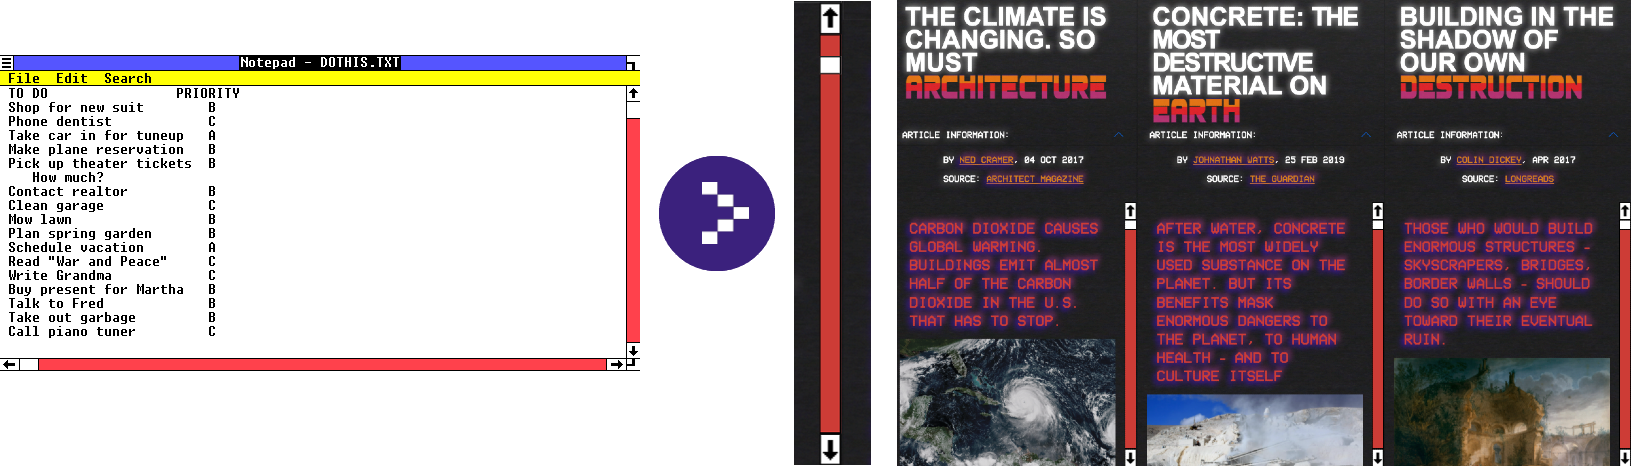 Notepad - DOTHIS.TXT
File Edit Search
TO DO PRIORITY
Shop for new suit B
Phone dentist C
Take car in for tuneup A
Make plane reservation B
Pick up theater tickets B
How much?
Contact realtor B
Clean garage C
Mow lawn B
Plan spring garden B
Schedule vacation A
Read "War and Peace" C
Write Grandma C
Buy present for Martha B
Talk to Fred B
Take out garbage B
Call piano tuner C
THE CLIMATE IS
CHANGING. SO
MUST
ARCHITECTURE
ARTICLE INFORMATION:
BY NED CRAMER, 04 OCT 2017
SOURCE: ARCHITECT MAGAZINE
CARBON DIOXIDE CAUSES
GLOBAL WARMING.
BUILDINGS EMIT ALMOST
HALF OF THE CARBON
DIOXIDE IN THE U.S.
THAT HAS TO STOP.
CONCRETE: THE
MOST
DESTRUCTIVE
MATERIAL ON
EARTH
ARTICLE INFORMATION:
BY JOHNATHAN WATTS, 25 FEB 2019
SOURCE: THE GUARDIAN
AFTER WATER, CONCRETE
IS THE MOST WIDELY
USED SUBSTANCE ON THE
PLANET. BUT ITS
BENEFITS MASK
ENORMOUS DANGERS TO
THE PLANET, TO HUMAN
HEALTH - AND TO
CULTURE ITSELF
BUILDING IN THE
SHADOW OF
OUR OWN
DESTRUCTION
ARTICLE INFORMATION:
BY COLIN DICKEY, APR 2017
SOURCE: LONGREADS
THOSE WHO WOULD BUILD
ENORMOUS STRUCTURES -
SKYSCRAPERS, BRIDGES,
BORDER WALLS - SHOULD
DO SO WITH AN EYE
TOWARD THEIR EVENTUAL
RUIN.